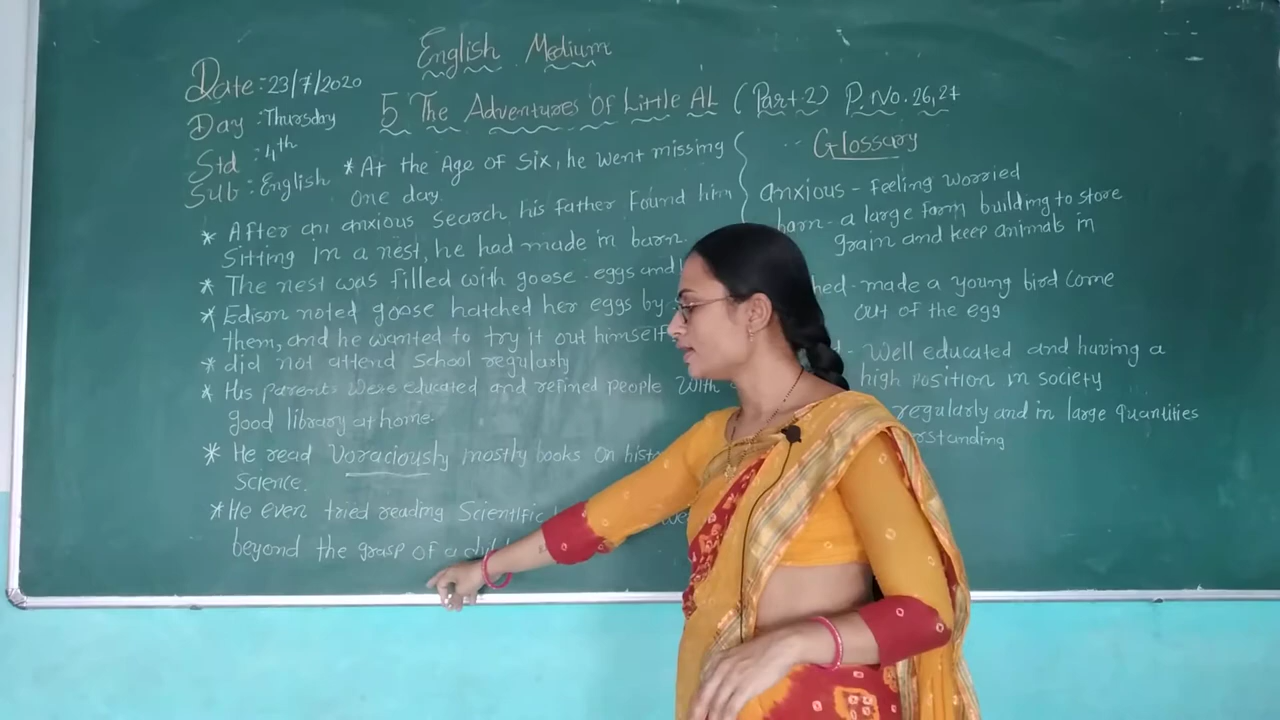 English Medium
Date : 23/7/2020
5 The Adventures Of Little AL (Part.2) P. No. 26,27
Day : Thursday
Std : 4th
Sub : English
* At the Age of Six, he went missing
one day.
* After an anxious search his father Found him
Sitting in a nest, he had made in barn.
* The nest was filled with goose eggs and
* Edison noted goose hatched her eggs by
them, and he wanted to try it out himself
* did not attend School regularly
* His parents were educated and refined people with
good library at home.
* He read Voraciously mostly books on
Science.
* He even tried reading Scientific
beyond the grasp of a
Glossary
anxious - feeling worried
barn - a large farm building to store
grain and keep animals in
hed - made a young bird come
out of the egg
- Well educated and having a
high position in society
regularly and in large quantities